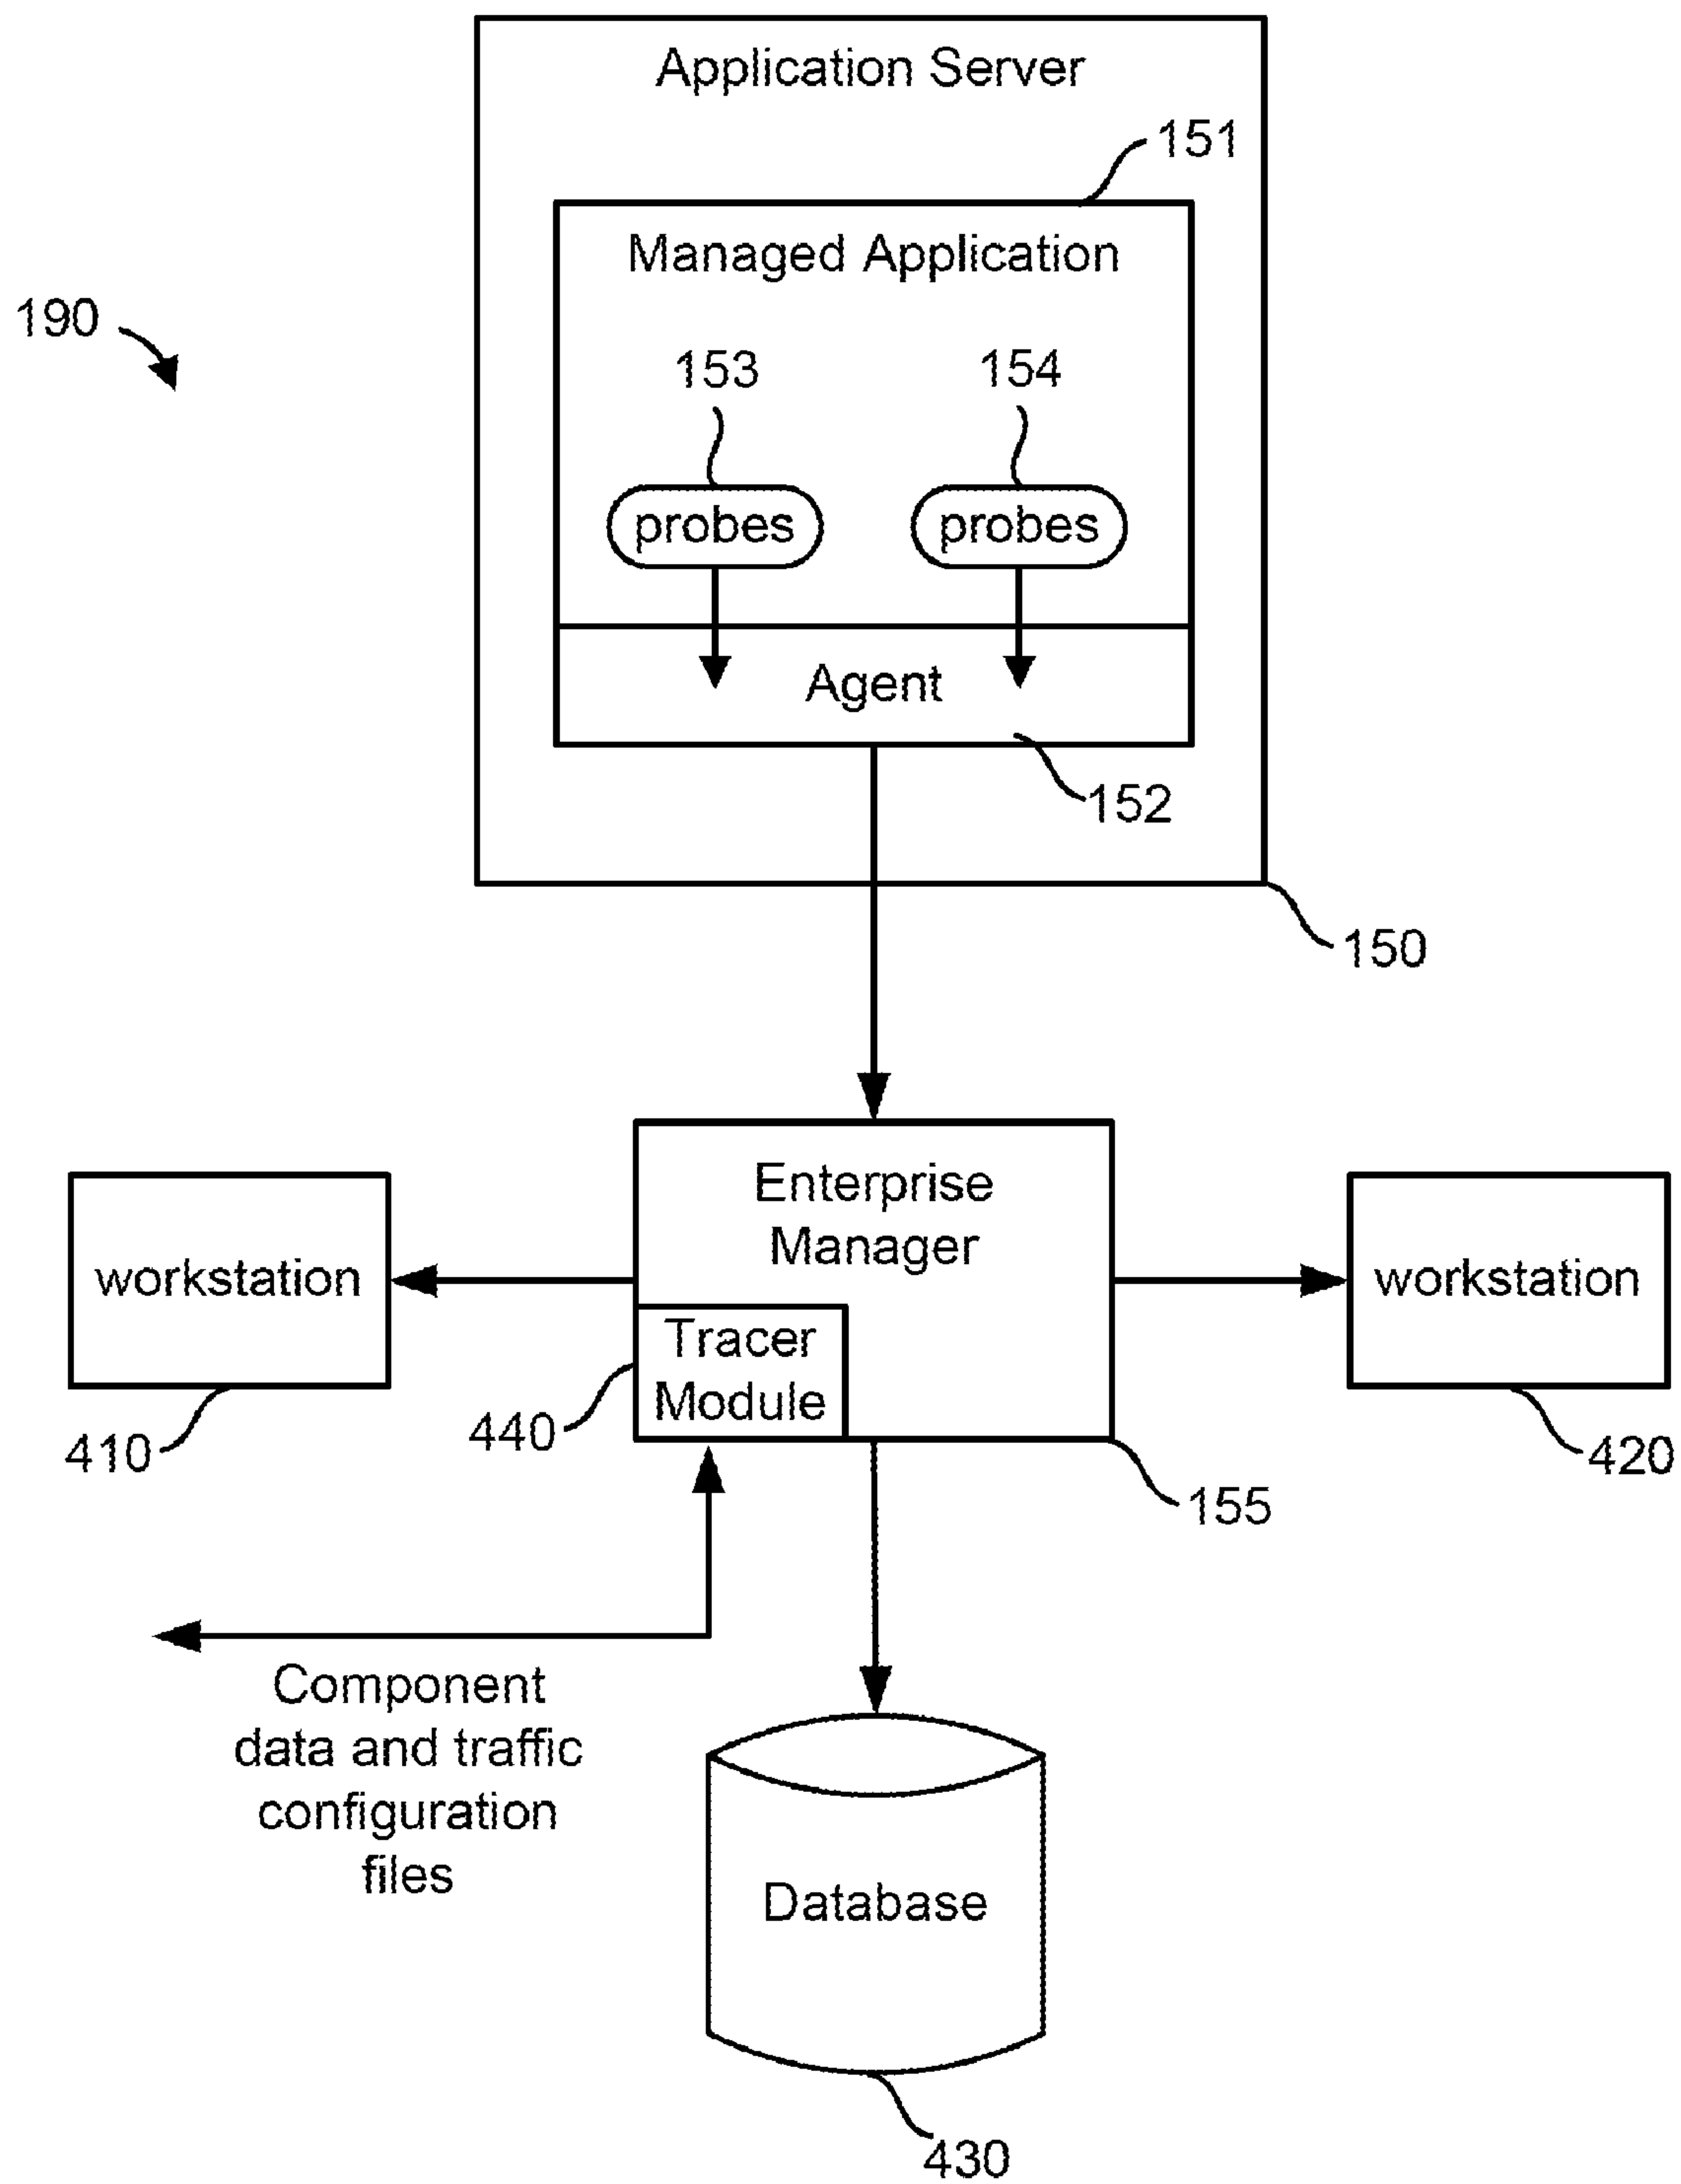 Application Server
151
Managed Application
190
153
154
probes
probes
Agent
152
150
Enterprise
Manager
workstation
workstation
Tracer
Module
440
410
420
155
Component
data and traffic
configuration
files
Database
430